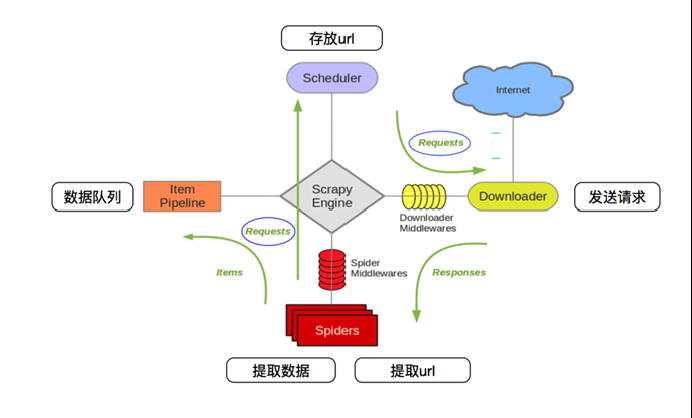 存放url
Scheduler
Internet
Requests
数据队列
Item
Pipeline
Scrapy
Engine
Downloader
发送请求
Downloader
Middlewares
Requests
Spider
Middlewares
Items
Responses
Spiders
提取数据
提取url